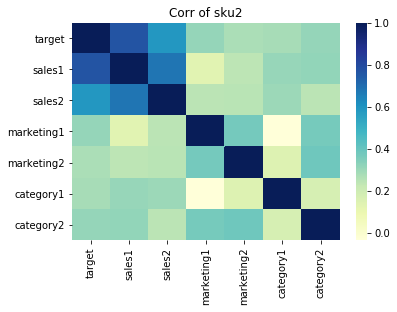 Corr of sku2
target
sales1
sales2
marketing1
marketing2
category1
category2
target
sales1
sales2
marketing1
marketing2
category1
category2
1.0
0.8
0.6
0.4
0.2
0.0